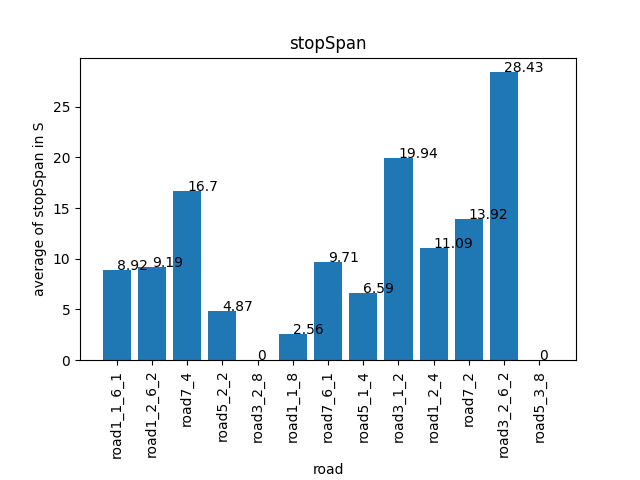 stopSpan
average of stopSpan in S
25
20
15
10
5
0
8.92
9.19
16.7
4.87
0
2.56
9.71
6.59
19.94
11.09
13.92
28.43
0
road1_1_6_1
road1_2_6_2
road7_4
road5_2_2
road3_2_8
road1_1_8
road7_6_1
road5_1_4
road3_1_2
road1_2_4
road7_2
road3_2_6_2
road5_3_8
road